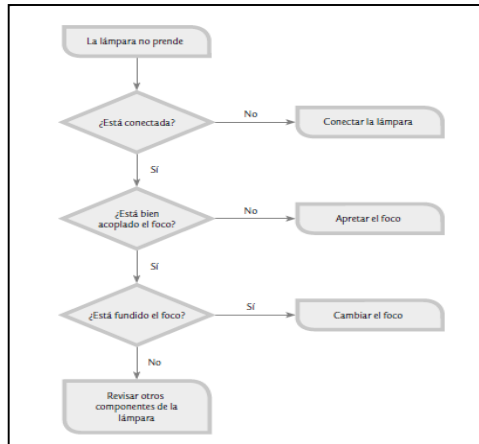 La lámpara no prende
¿Está conectada?
No
Conectar la lámpara
Sí
¿Está bien
acoplado el foco?
No
Apretar el foco
Sí
¿Está fundido el foco?
Sí
Cambiar el foco
No
Revisar otros
componentes de la
lámpara